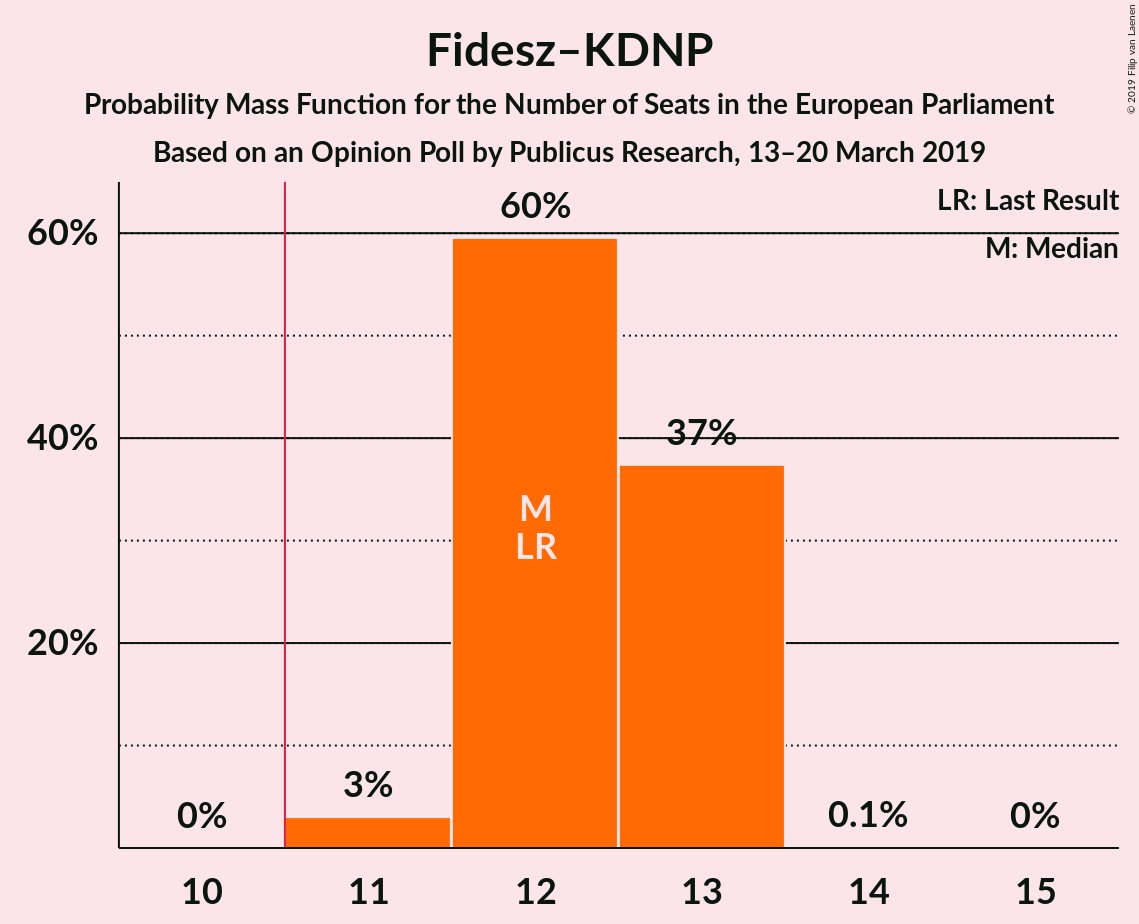 Fidesz–KDNP
Probability Mass Function for the Number of Seats in the European Parliament
Based on an Opinion Poll by Publicus Research, 13–20 March 2019
© 2019 Filip van Laenen
LR: Last Result
M: Median
60%
40%
20%
0%
3%
60%
37%
0.1%
0%
M
LR
10
11
12
13
14
15